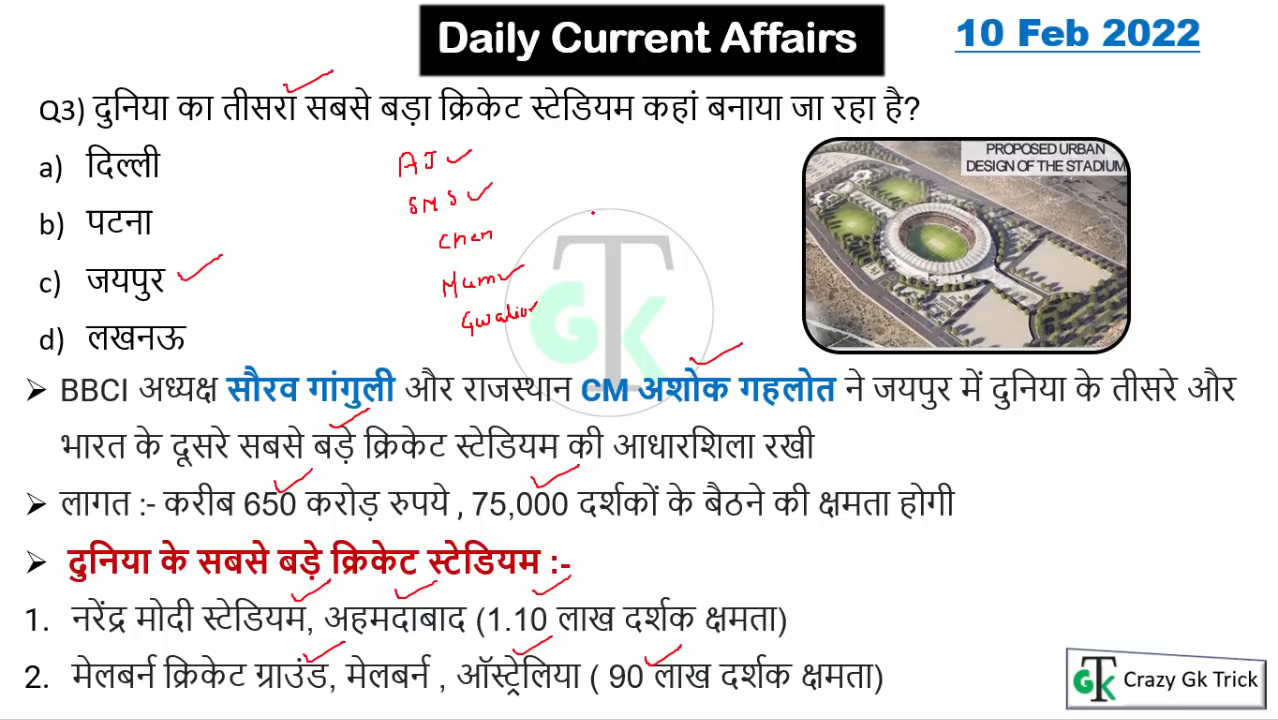 Daily Current Affairs
10 Feb 2022
Q3) दुनिया का तीसरा सबसे बड़ा क्रिकेट स्टेडियम कहां बनाया जा रहा है?
a) दिल्ली
b) पटना
c) जयपुर
d) लखनऊ
AJ
SMS
Chen
Mum
Gwalior
PROPOSED URBAN
DESIGN OF THE STADIUM
TGK
➢ BBCI अध्यक्ष सौरव गांगुली और राजस्थान CM अशोक गहलोत ने जयपुर में दुनिया के तीसरे और
भारत के दूसरे सबसे बड़े क्रिकेट स्टेडियम की आधारशिला रखी
➢ लागत :- करीब 650 करोड़ रुपये , 75,000 दर्शकों के बैठने की क्षमता होगी
➢ दुनिया के सबसे बड़े क्रिकेट स्टेडियम :-
1. नरेंद्र मोदी स्टेडियम, अहमदाबाद (1.10 लाख दर्शक क्षमता)
2. मेलबर्न क्रिकेट ग्राउंड, मेलबर्न , ऑस्ट्रेलिया ( 90 लाख दर्शक क्षमता)
TGK Crazy Gk Trick